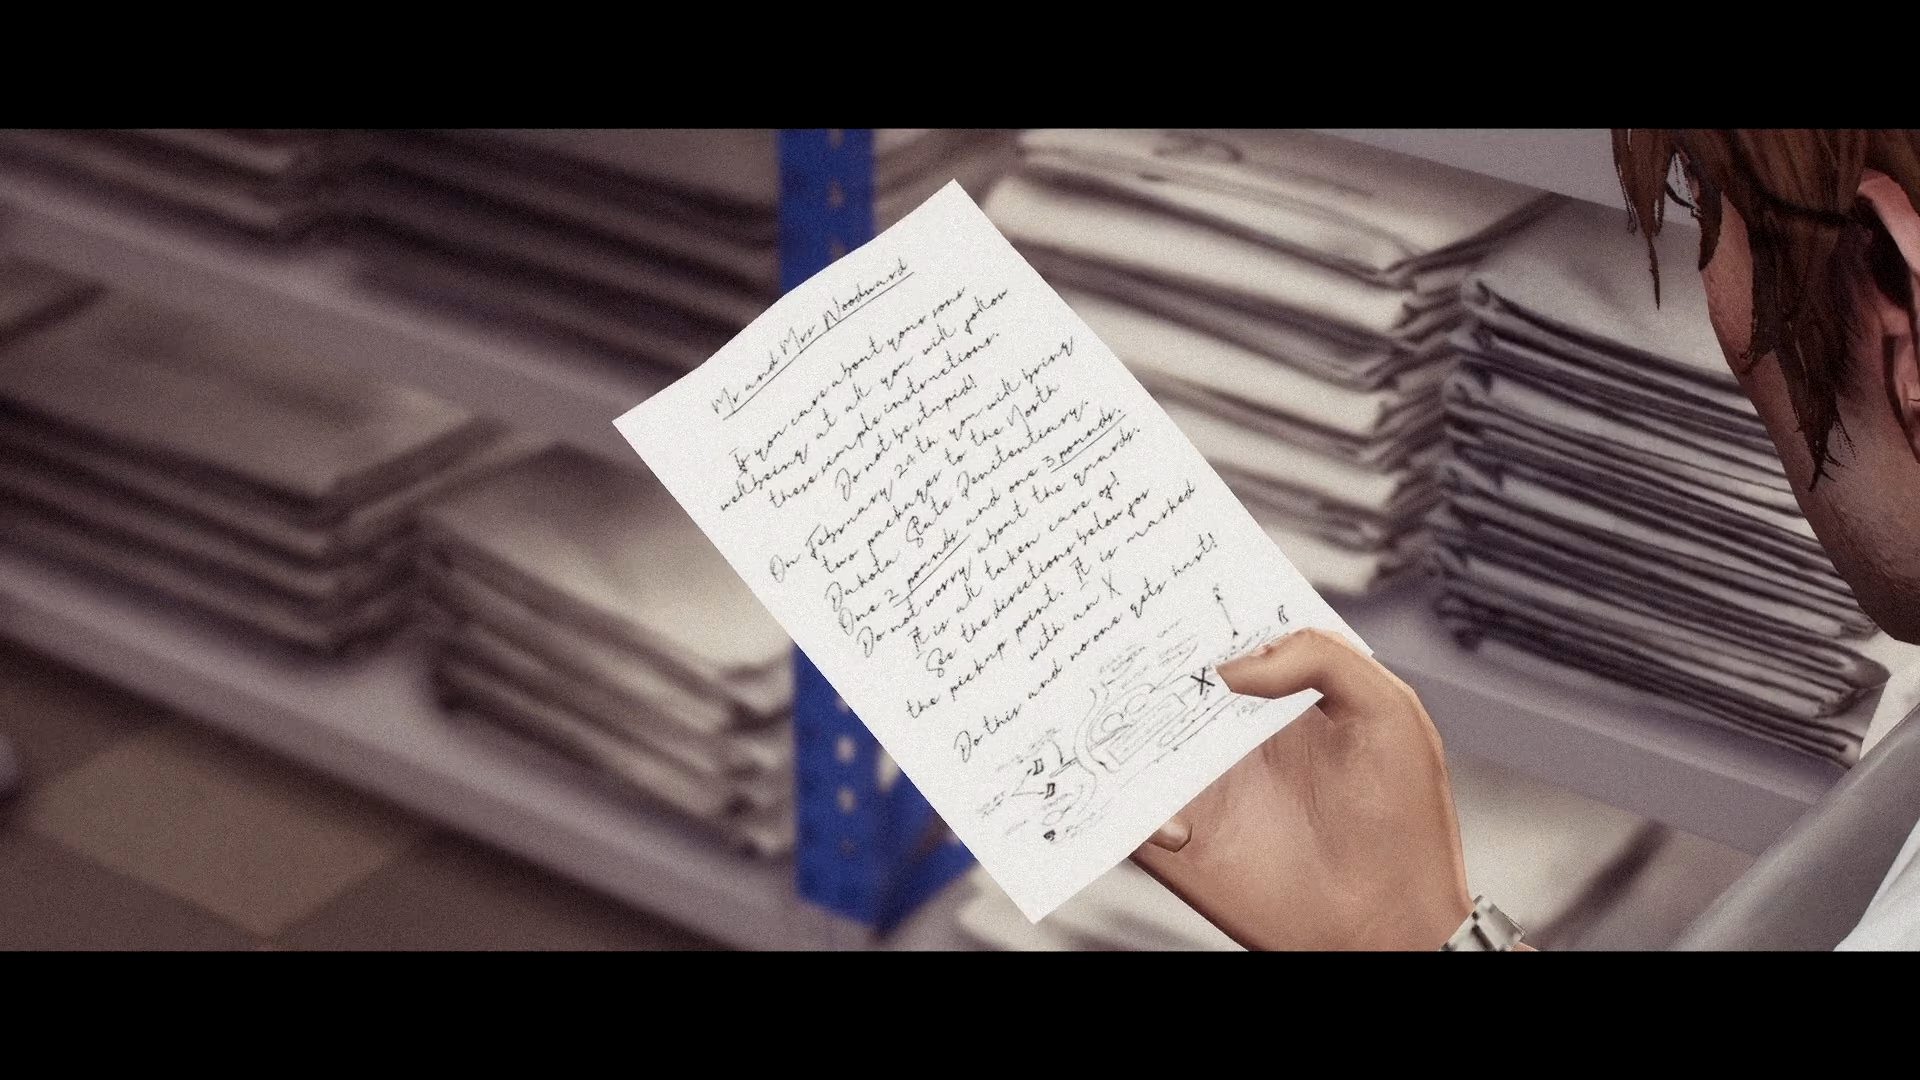 Mr and Mrs Woodward
If you care about your sons
wellbeing at all you will follow
these simple instructions.
Do not be stupid!
On February 24th you will bring
two packages to the North
Dakota State Penitentiary.
One 2 pounds and one 3 pounds.
Do not worry about the guards.
It is all taken care of!
See the directions below for
the pickup point. It is marked
with an X
Do this and no one gets hurt!
X